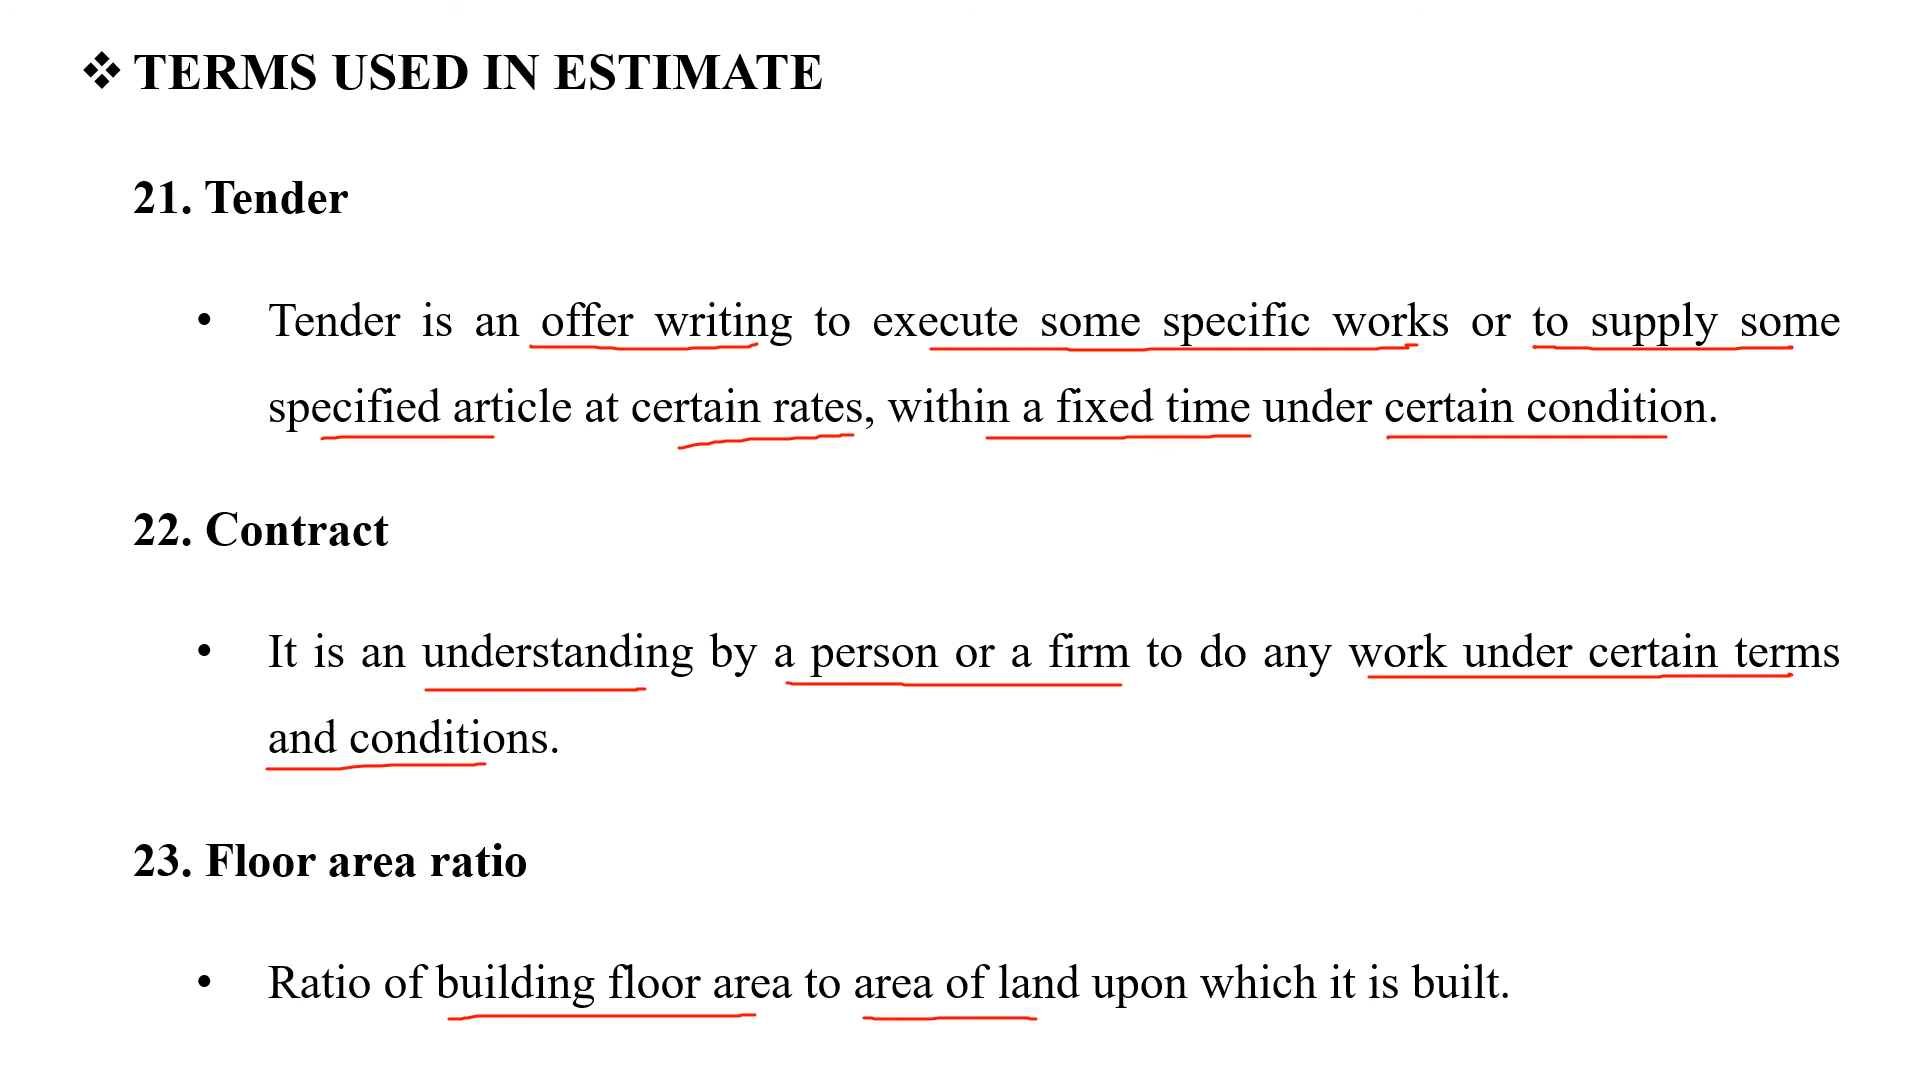 ❖ TERMS USED IN ESTIMATE
21. Tender
• Tender is an offer writing to execute some specific works or to supply some
specified article at certain rates, within a fixed time under certain condition.
22. Contract
• It is an understanding by a person or a firm to do any work under certain terms
and conditions.
23. Floor area ratio
• Ratio of building floor area to area of land upon which it is built.